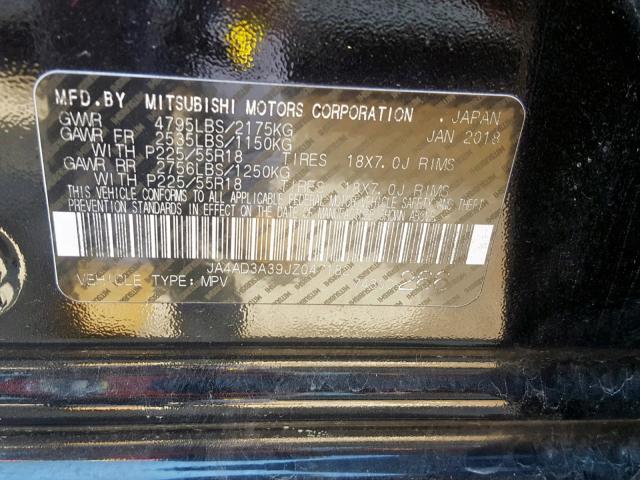 MFD.BY MITSUBISHI MOTORS CORPORATION . JAPAN
GVWR 4795LBS/2175KG JAN 2018
GAWR FR 2535LBS/1150KG
WITH P225/55R18 TIRES 18X7.0J RIMS
GAWR RR 2756LBS/1250KG
WITH P225/55R18 TIRES 18X7.0J RIMS
THIS VEHICLE CONFORMS TO ALL APPLICABLE FEDERAL MOTOR VEHICLE SAFETY AND THEFT
PREVENTION STANDARDS IN EFFECT ON THE DATE OF MANUFACTURE SHOWN ABOVE.
VEHICLE TYPE: MPV